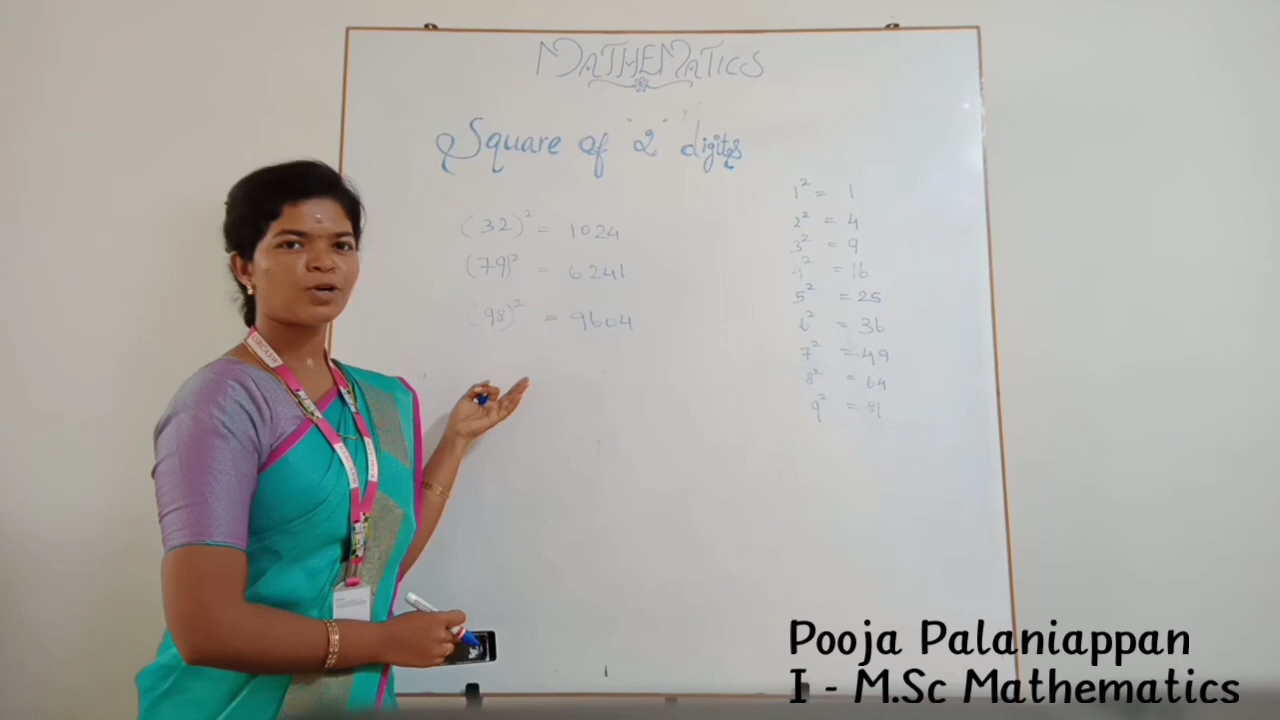 MATHEMATICS
Square of "2" digits
(32)² = 1024
(79)² = 6241
(98)² = 9604
1² = 1
2² = 4
3² = 9
4² = 16
5² = 25
6² = 36
7² = 49
8² = 64
9² = 81
Pooja Palaniappan
I - M.Sc Mathematics